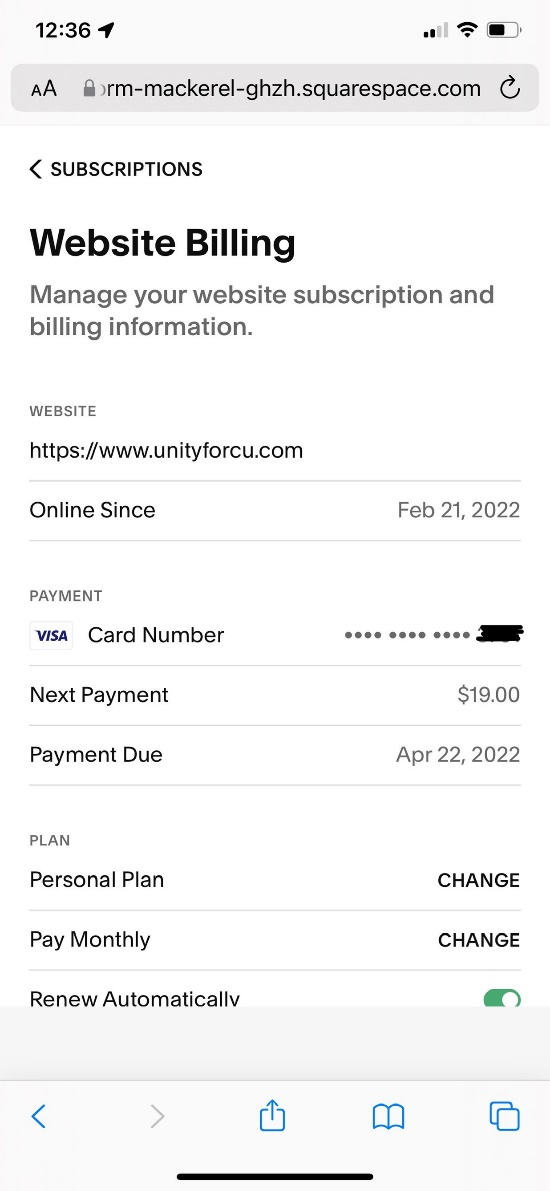 12:36
AA rm-mackerel-ghzh.squarespace.com
SUBSCRIPTIONS
Website Billing
Manage your website subscription and
billing information.
WEBSITE
https://www.unityforcu.com
Online Since Feb 21, 2022
PAYMENT
VISA Card Number •••• •••• ••••
Next Payment $19.00
Payment Due Apr 22, 2022
PLAN
Personal Plan CHANGE
Pay Monthly CHANGE
Renew Automatically